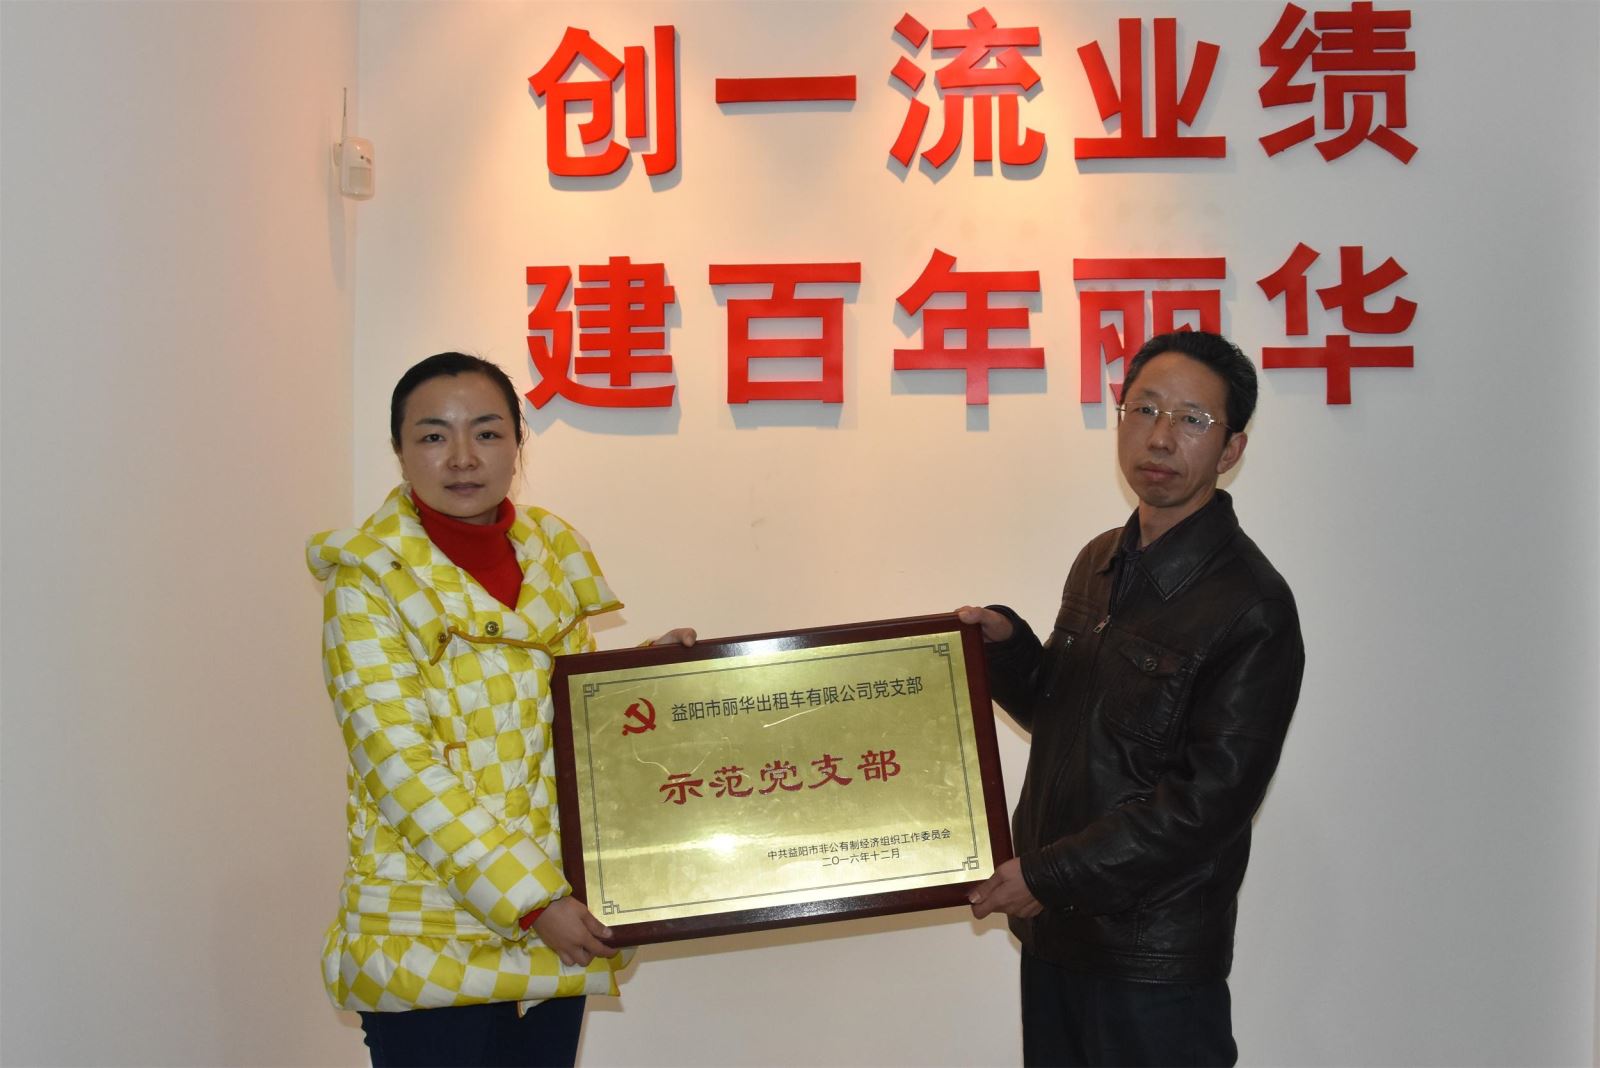 创一流业绩
建百年丽华
益阳市丽华出租车有限公司党支部
示范党支部
中共益阳市非公有制经济组织工作委员会
二〇一六年十二月